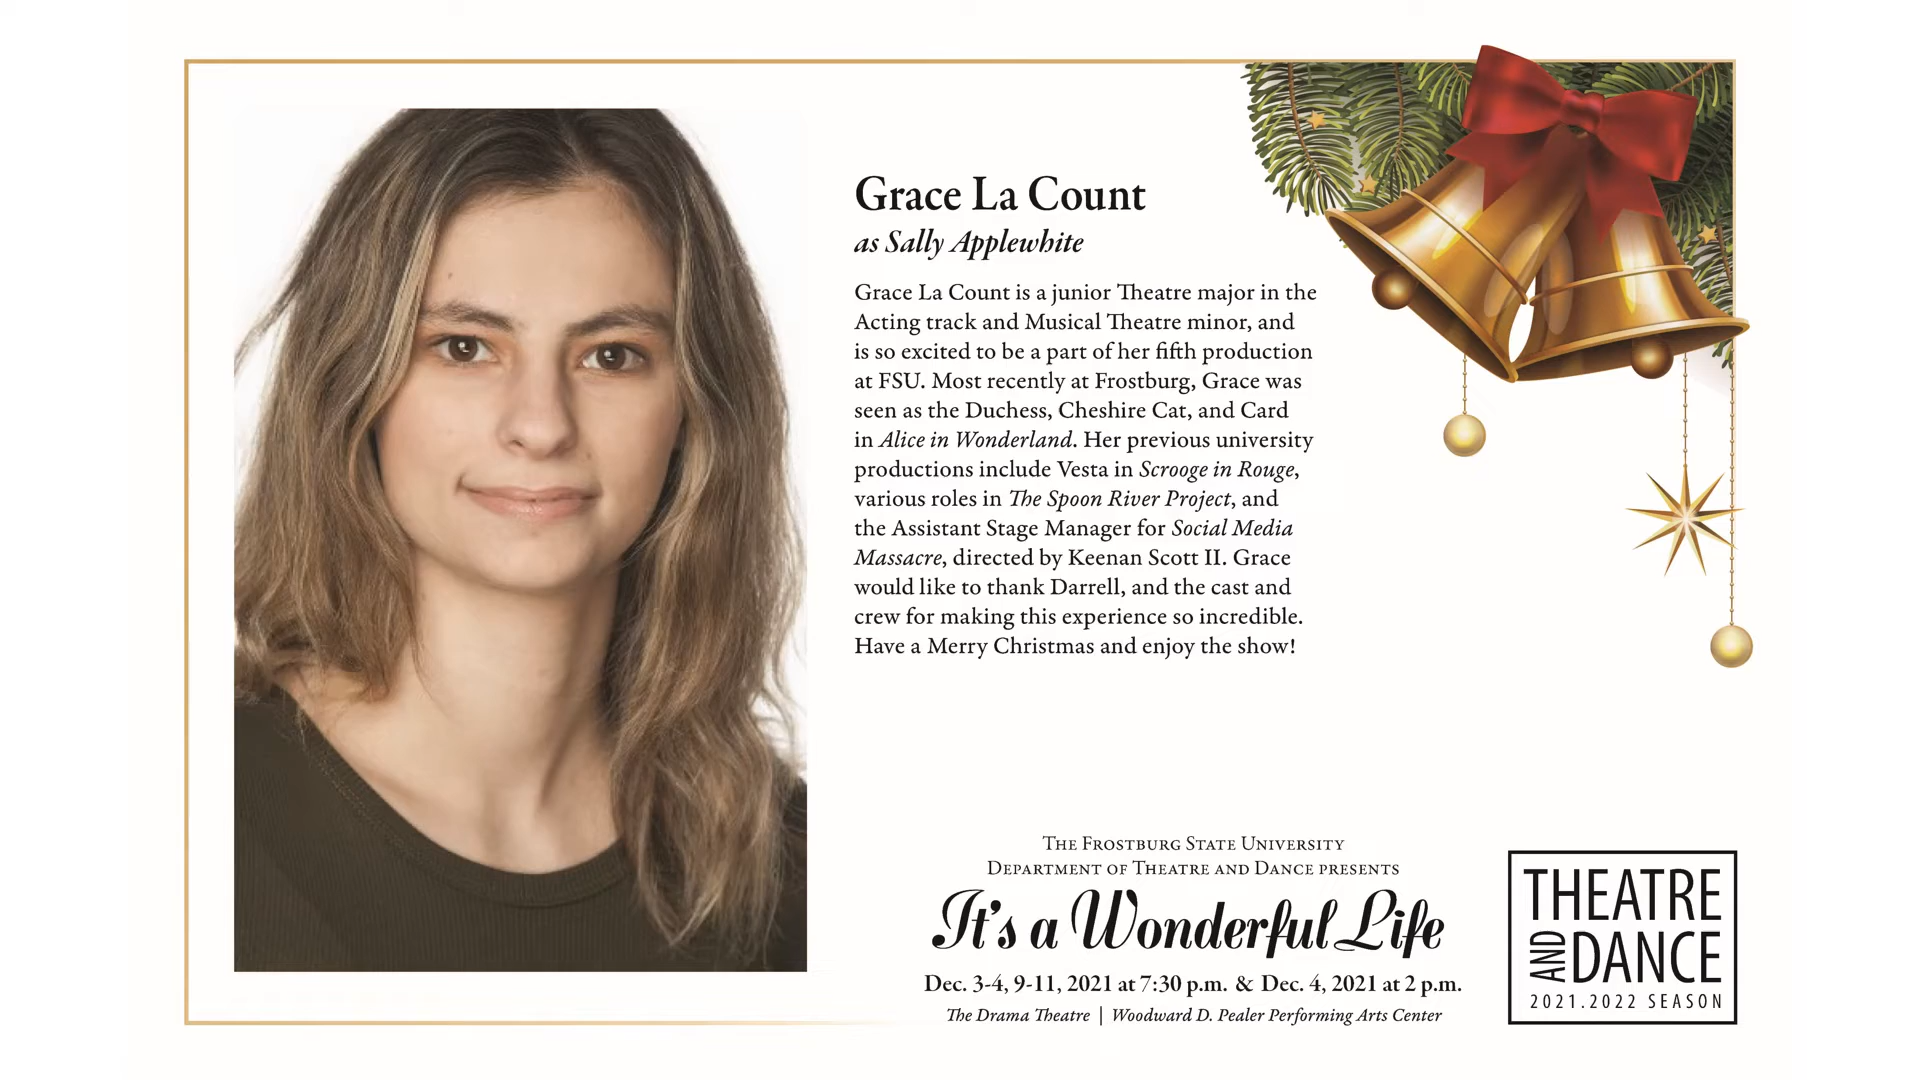 Grace La Count
as Sally Applewhite
Grace La Count is a junior Theatre major in the
Acting track and Musical Theatre minor, and
is so excited to be a part of her fifth production
at FSU. Most recently at Frostburg, Grace was
seen as the Duchess, Cheshire Cat, and Card
in Alice in Wonderland. Her previous university
productions include Vesta in Scrooge in Rouge,
various roles in The Spoon River Project, and
the Assistant Stage Manager for Social Media
Massacre, directed by Keenan Scott II. Grace
would like to thank Darrell, and the cast and
crew for making this experience so incredible.
Have a Merry Christmas and enjoy the show!
The Frostburg State University
Department of Theatre and Dance presents
It's a Wonderful Life
Dec. 3-4, 9-11, 2021 at 7:30 p.m. & Dec. 4, 2021 at 2 p.m.
The Drama Theatre | Woodward D. Pealer Performing Arts Center
THEATRE
AND DANCE
2021.2022 SEASON